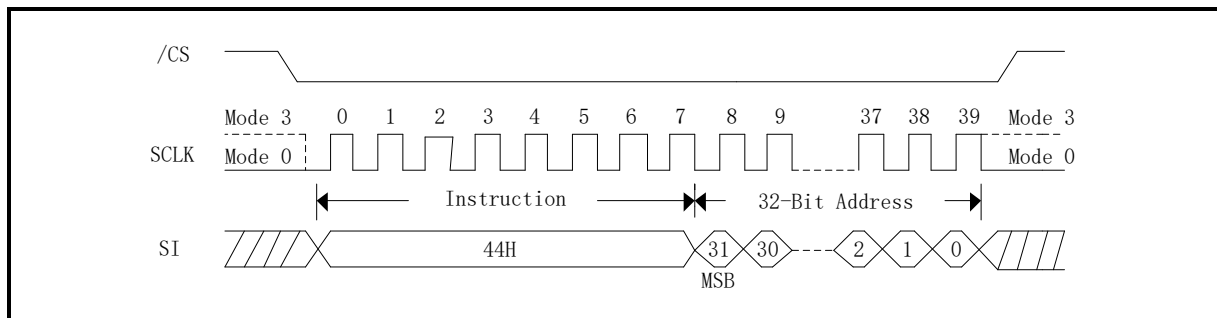 /CS
Mode 3 0 1 2 3 4 5 6 7 8 9 37 38 39 Mode 3
SCLK Mode 0 Mode 0
Instruction 32-Bit Address
SI 44H 31 30 2 1 0
MSB